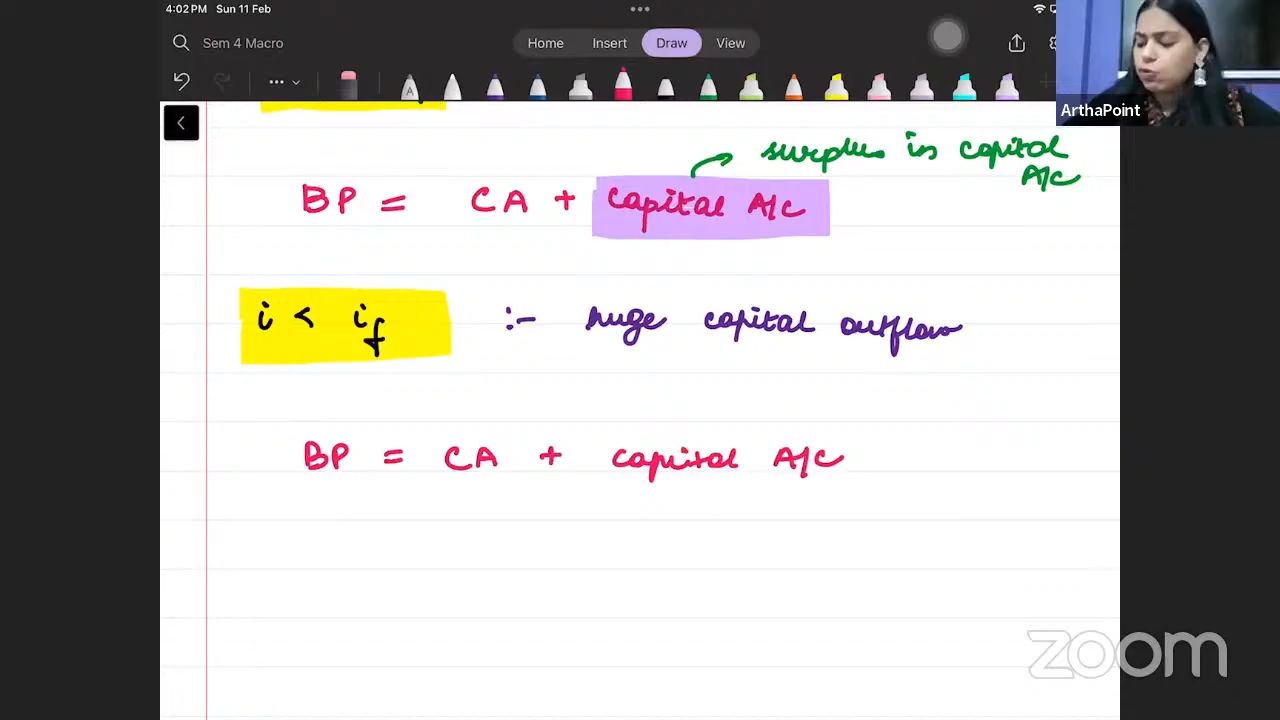 4:02 PM Sun 11 Feb
Sem 4 Macro
Home Insert Draw View
A
ArthaPoint
surplus in capital
A/C
BP = CA + capital A/C
i < if :- huge capital outflow
BP = CA + capital A/C
zoom